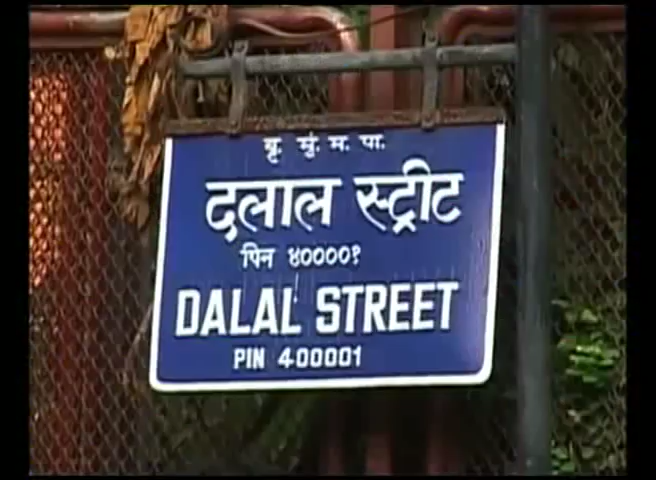 बृ. मुं. म. पा.
दलाल स्ट्रीट
पिन ४००००१
DALAL STREET
PIN 400001